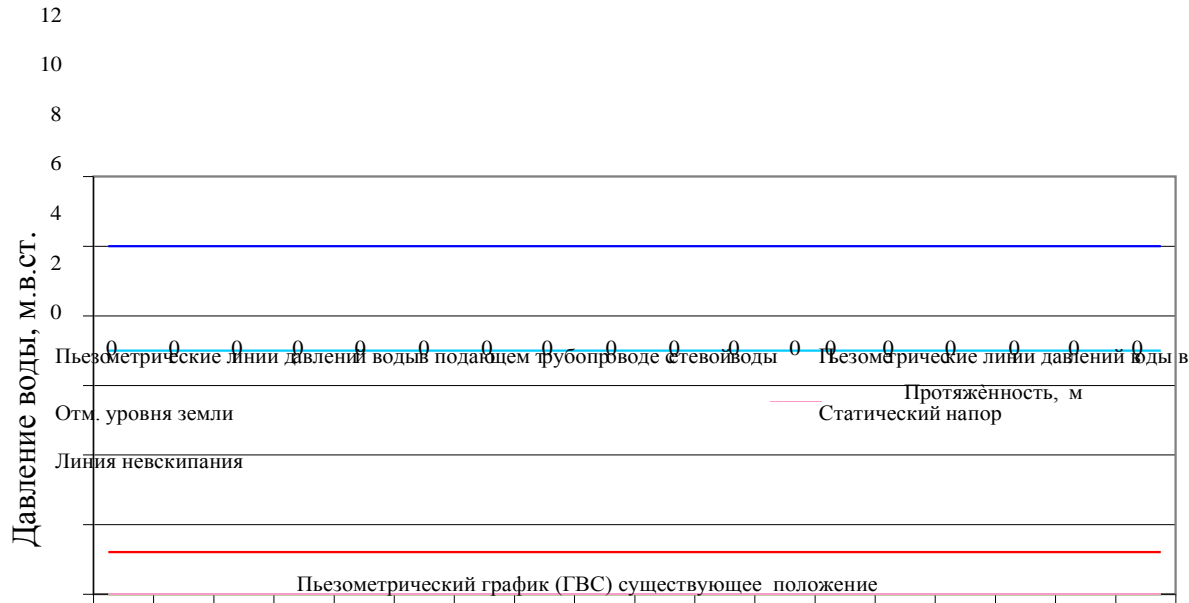 12
10
8
6
4
2
0
Давление воды, м.в.ст.
0 0 0 0 0 0 0 0 0 0 0 0 0 0 0 0 0 0
Пьезометрические линии давлений воды в подающем трубопроводе сетевой воды Пьезометрические линии давлений воды в
Протяжѐнность, м
Отм. уровня земли Статический напор
Линия невскипания
Пьезометрический график (ГВС) существующее положение